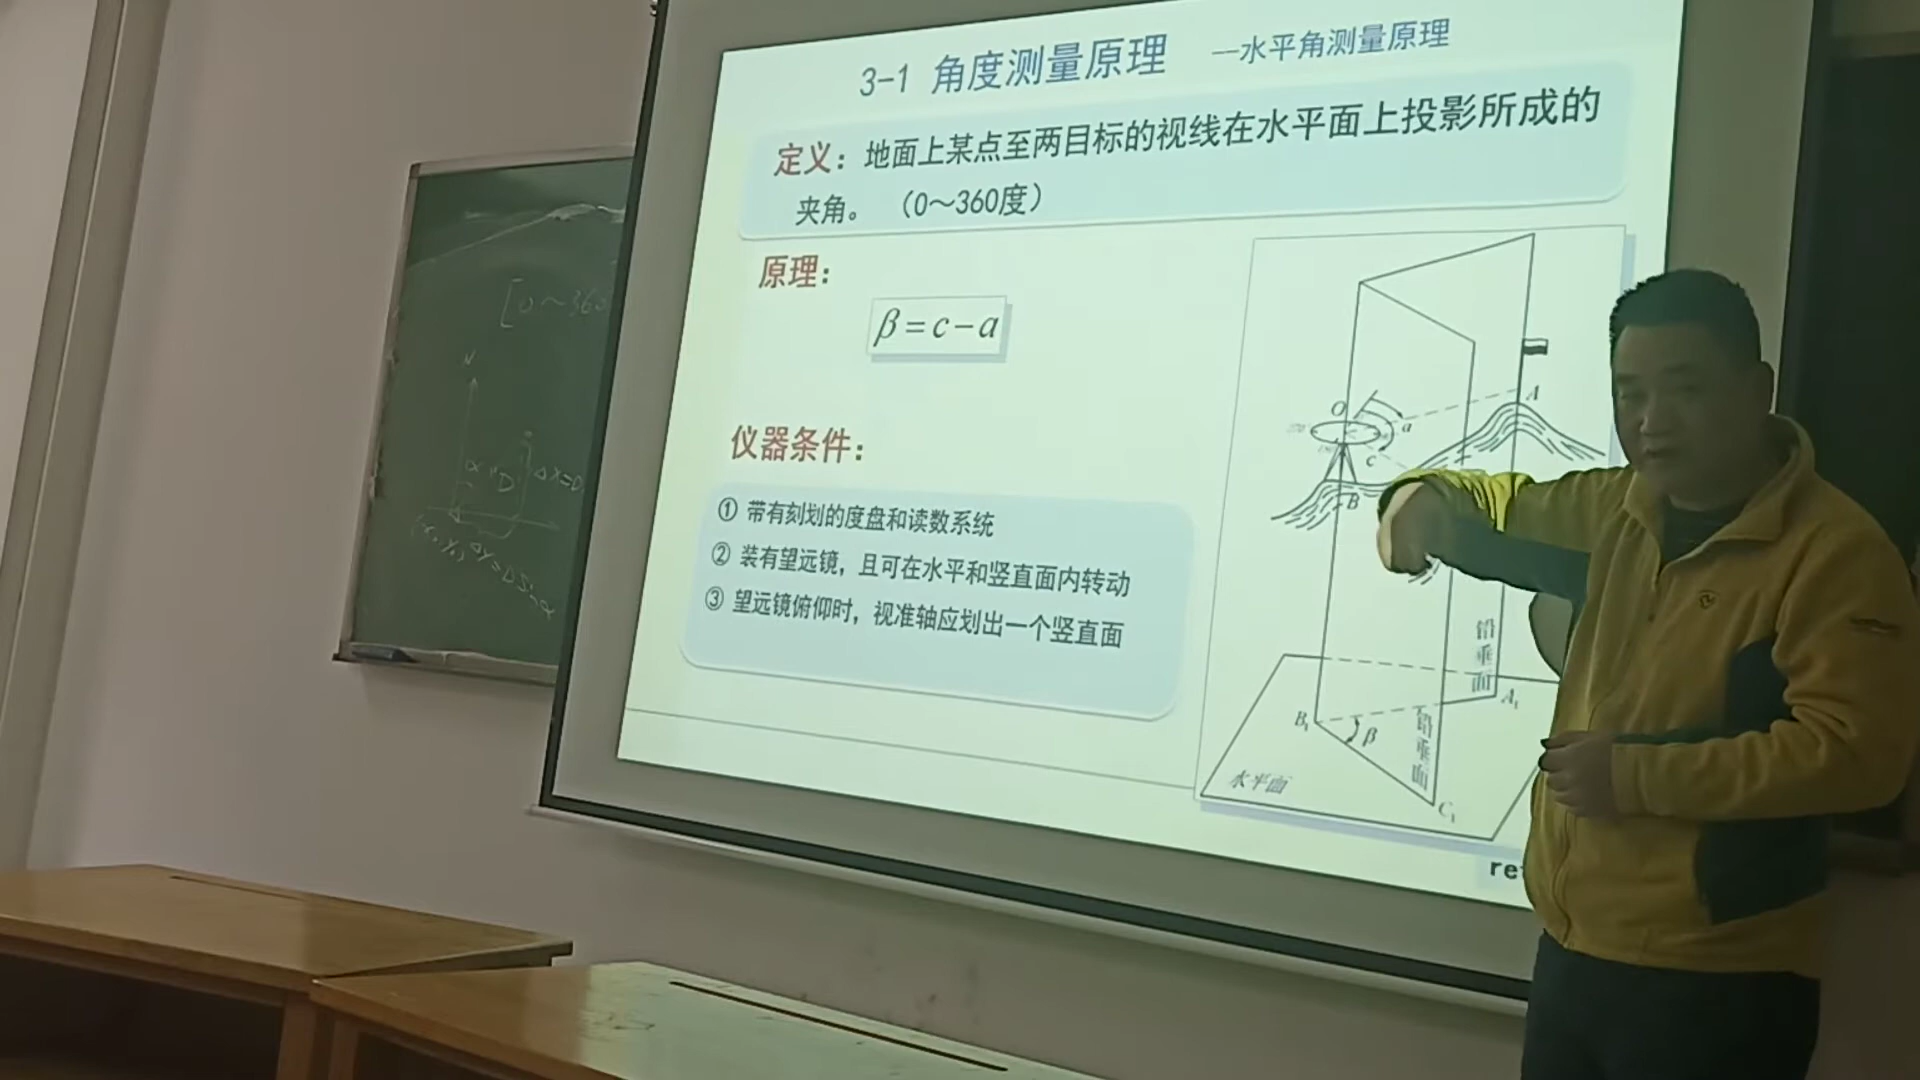 3-1 角度测量原理 —水平角测量原理
定义：地面上某点至两目标的视线在水平面上投影所成的
夹角。（0～360度）
原理：
β=c-a
仪器条件：
① 带有刻划的度盘和读数系统
② 装有望远镜，且可在水平和竖直面内转动
③ 望远镜俯仰时，视准轴应划出一个竖直面
O
A
a
c
B
铅垂面
A₁
B₁
β
铅垂面
水平面
C₁
[0～360
N
α
D
ΔX=D
ΔY=DSinα